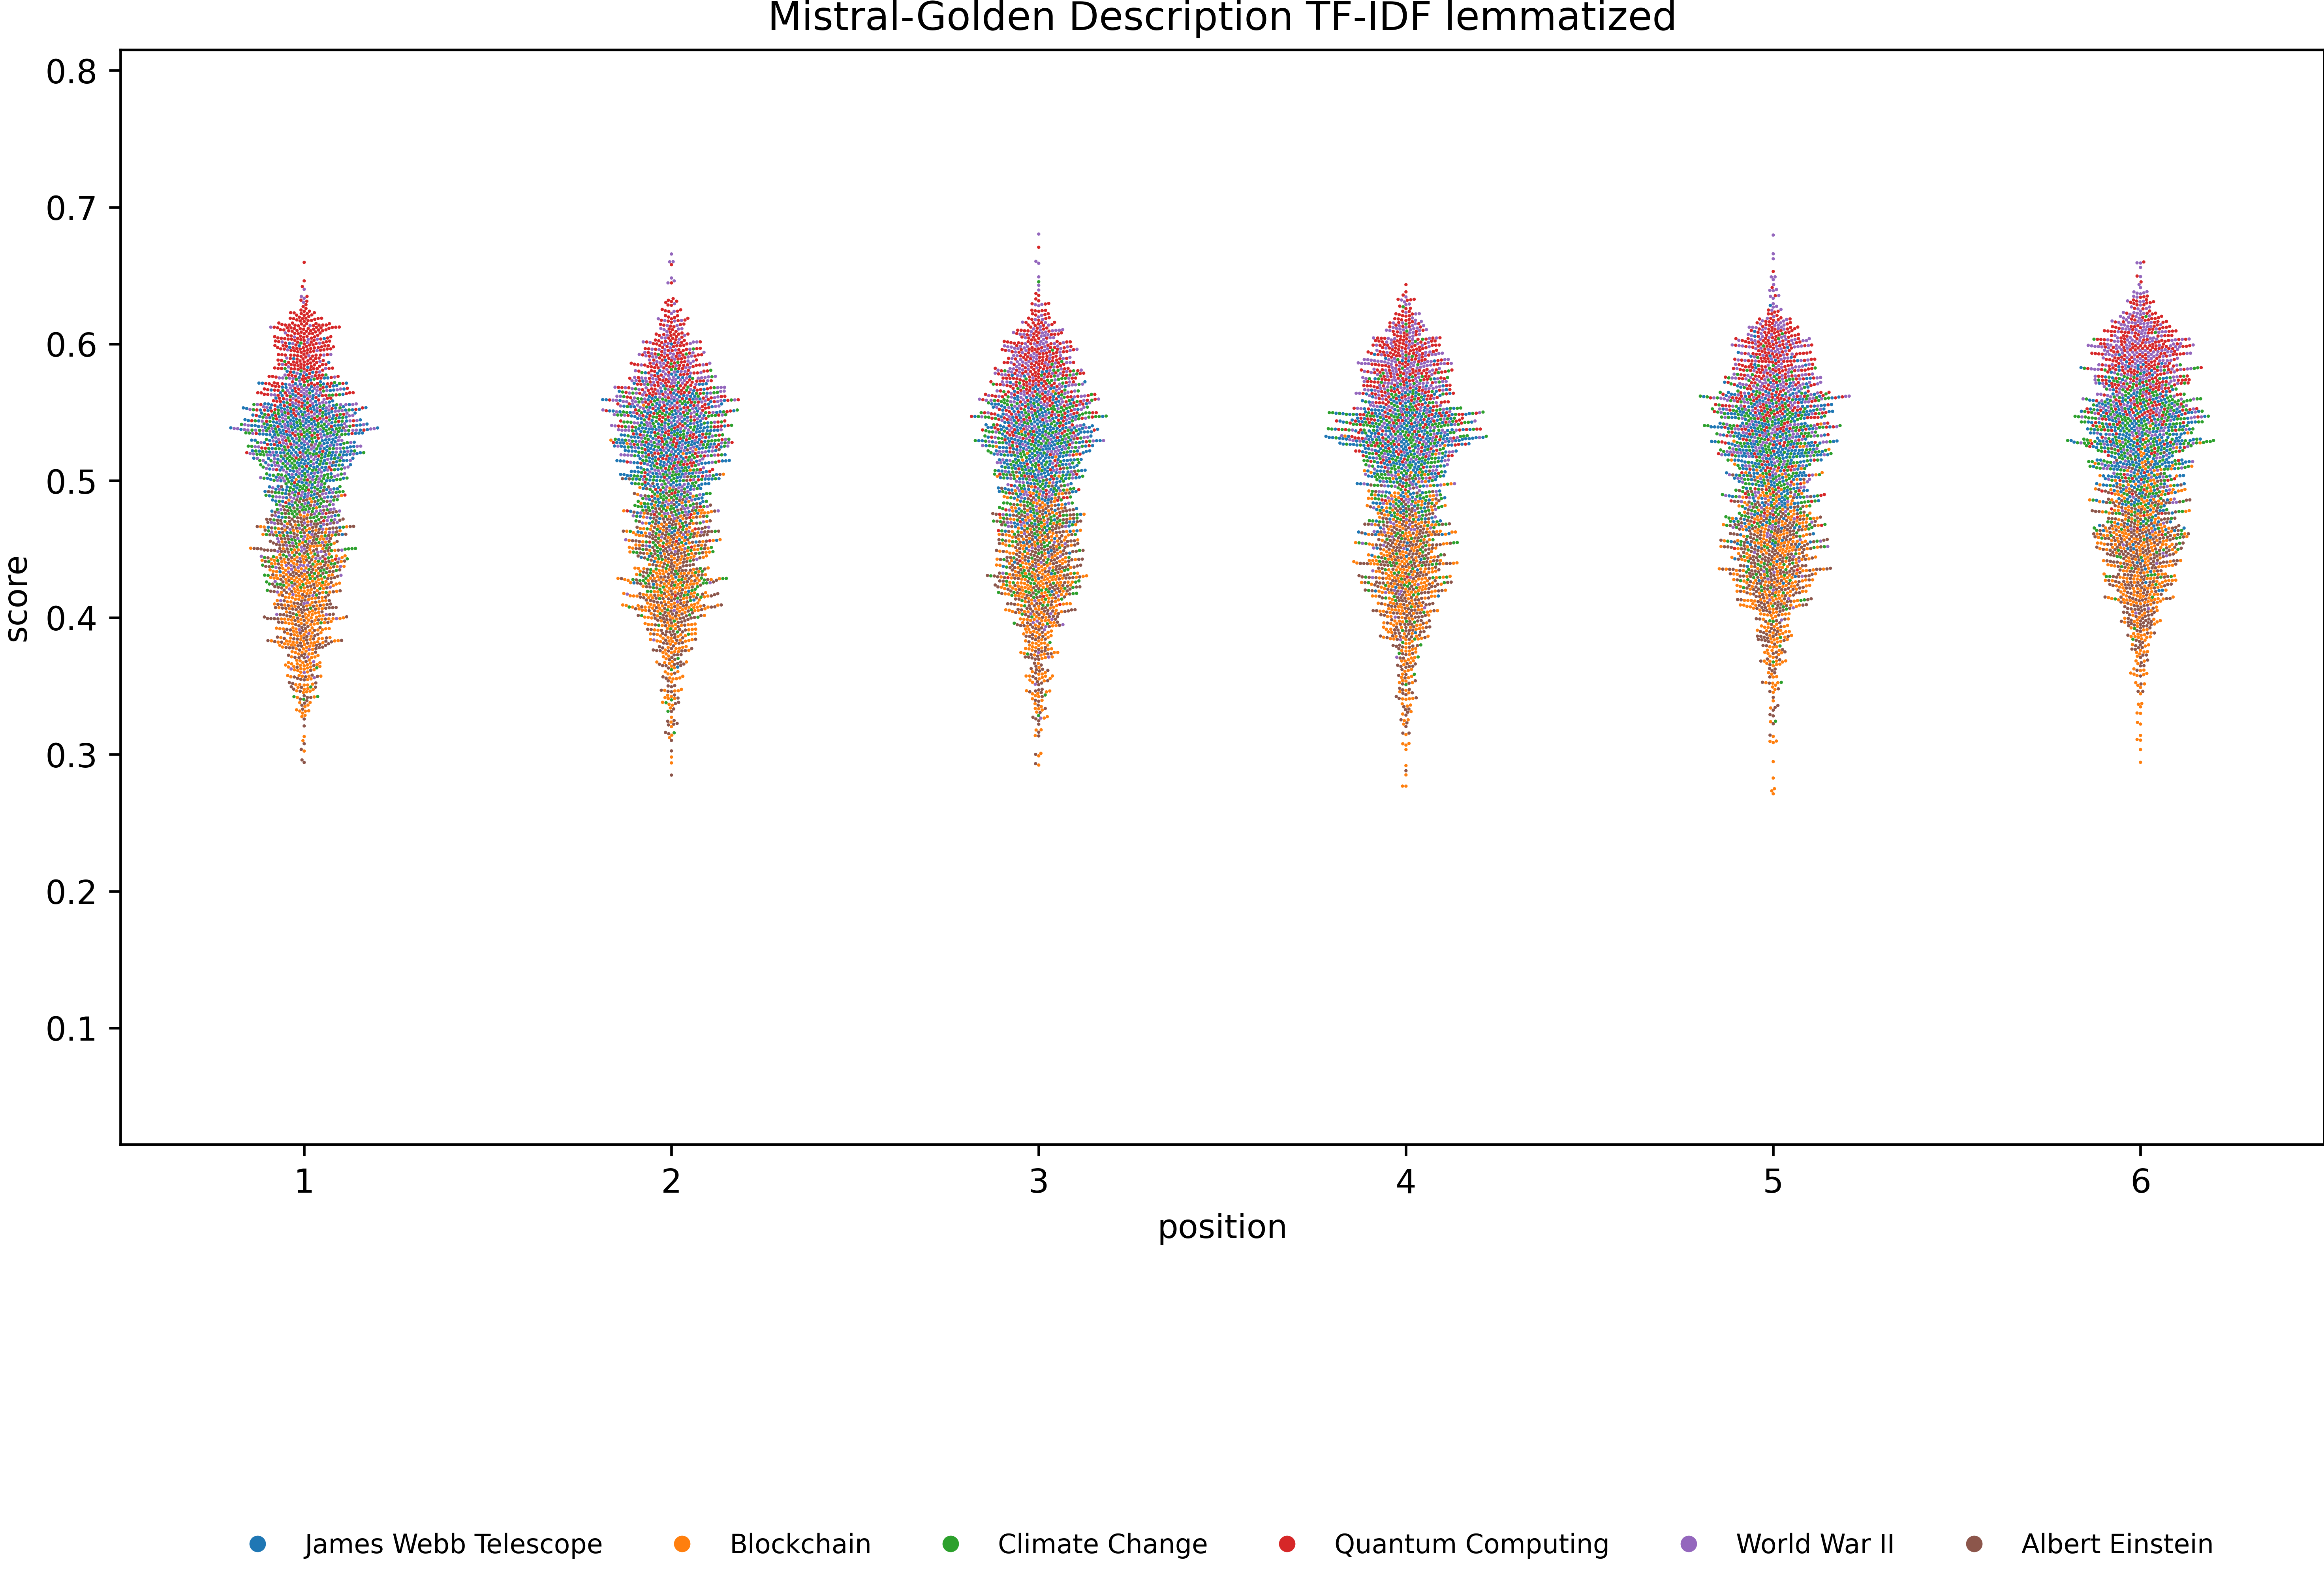 Mistral-Golden Description TF-IDF lemmatized
0.8
0.7
0.6
0.5
0.4
0.3
0.2
0.1
score
1 2 3 4 5 6
position
James Webb Telescope Blockchain Climate Change Quantum Computing World War II Albert Einstein